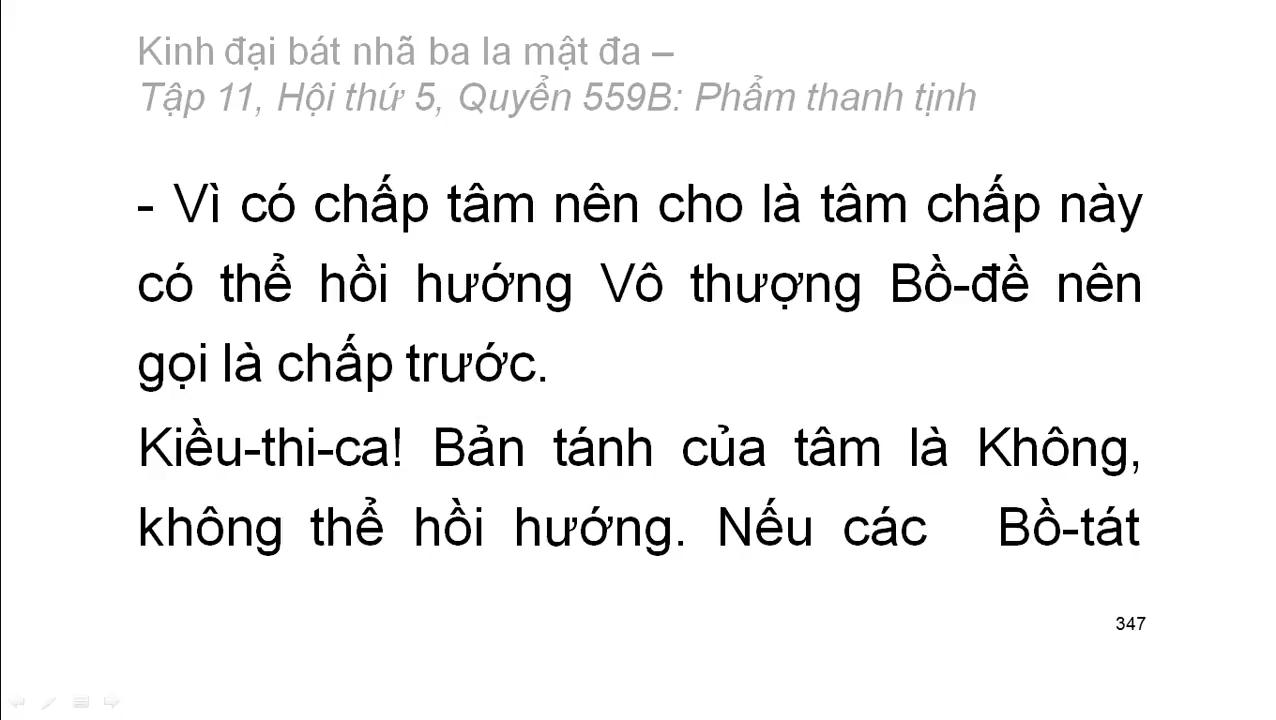 Kinh đại bát nhã ba la mật đa –
Tập 11, Hội thứ 5, Quyển 559B: Phẩm thanh tịnh
- Vì có chấp tâm nên cho là tâm chấp này
có thể hồi hướng Vô thượng Bồ-đề nên
gọi là chấp trước.
Kiều-thi-ca! Bản tánh của tâm là Không,
không thể hồi hướng. Nếu các Bồ-tát
347